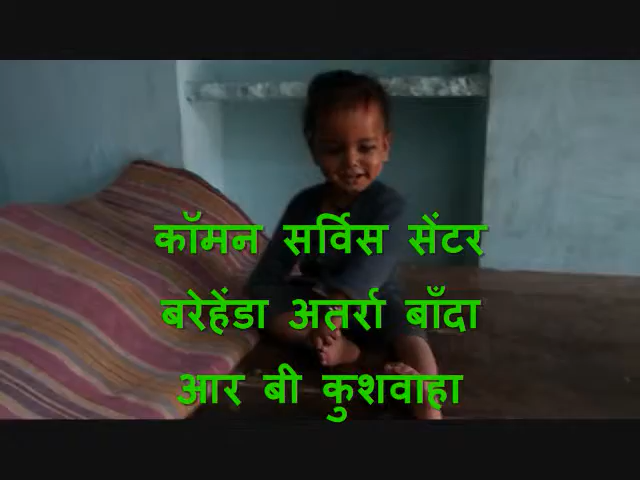 कॉमन सर्विस सेंटर
बरेहेंडा अतर्रा बाँदा
आर बी कुशवाहा